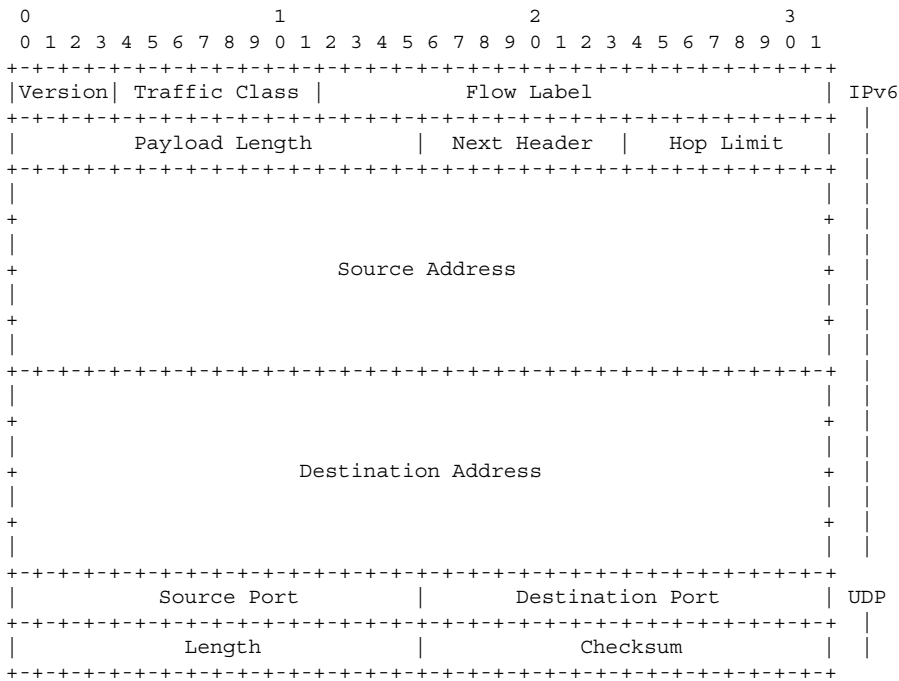 0                   1                   2                   3
0 1 2 3 4 5 6 7 8 9 0 1 2 3 4 5 6 7 8 9 0 1 2 3 4 5 6 7 8 9 0 1
+-+-+-+-+-+-+-+-+-+-+-+-+-+-+-+-+-+-+-+-+-+-+-+-+-+-+-+-+-+-+-+-+
|Version| Traffic Class |           Flow Label                  | IPv6
+-+-+-+-+-+-+-+-+-+-+-+-+-+-+-+-+-+-+-+-+-+-+-+-+-+-+-+-+-+-+-+-+  |
|         Payload Length        |  Next Header  |   Hop Limit   |  |
+-+-+-+-+-+-+-+-+-+-+-+-+-+-+-+-+-+-+-+-+-+-+-+-+-+-+-+-+-+-+-+-+  |
|                                                               |  |
+                                                               +  |
|                                                               |  |
+                         Source Address                        +  |
|                                                               |  |
+                                                               +  |
|                                                               |  |
+-+-+-+-+-+-+-+-+-+-+-+-+-+-+-+-+-+-+-+-+-+-+-+-+-+-+-+-+-+-+-+-+  |
|                                                               |  |
+                                                               +  |
|                                                               |  |
+                      Destination Address                      +  |
|                                                               |  |
+                                                               +  |
|                                                               |  |
+-+-+-+-+-+-+-+-+-+-+-+-+-+-+-+-+-+-+-+-+-+-+-+-+-+-+-+-+-+-+-+-+
|           Source Port         |       Destination Port        | UDP
+-+-+-+-+-+-+-+-+-+-+-+-+-+-+-+-+-+-+-+-+-+-+-+-+-+-+-+-+-+-+-+-+  |
|             Length            |            Checksum           |  |
+-+-+-+-+-+-+-+-+-+-+-+-+-+-+-+-+-+-+-+-+-+-+-+-+-+-+-+-+-+-+-+-+